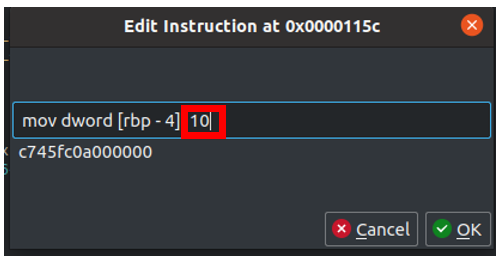 Edit Instruction at 0x0000115c
mov dword [rbp - 4] 10
c745fc0a000000
Cancel OK